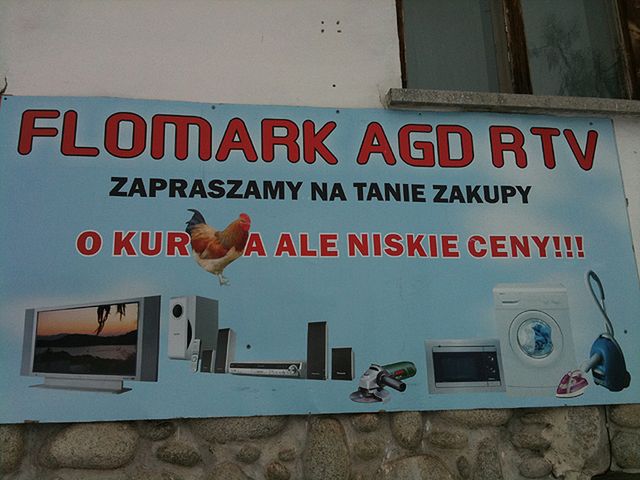 FLOMARK AGD RTV
ZAPRASZAMY NA TANIE ZAKUPY
O KUR A ALE NISKIE CENY!!!